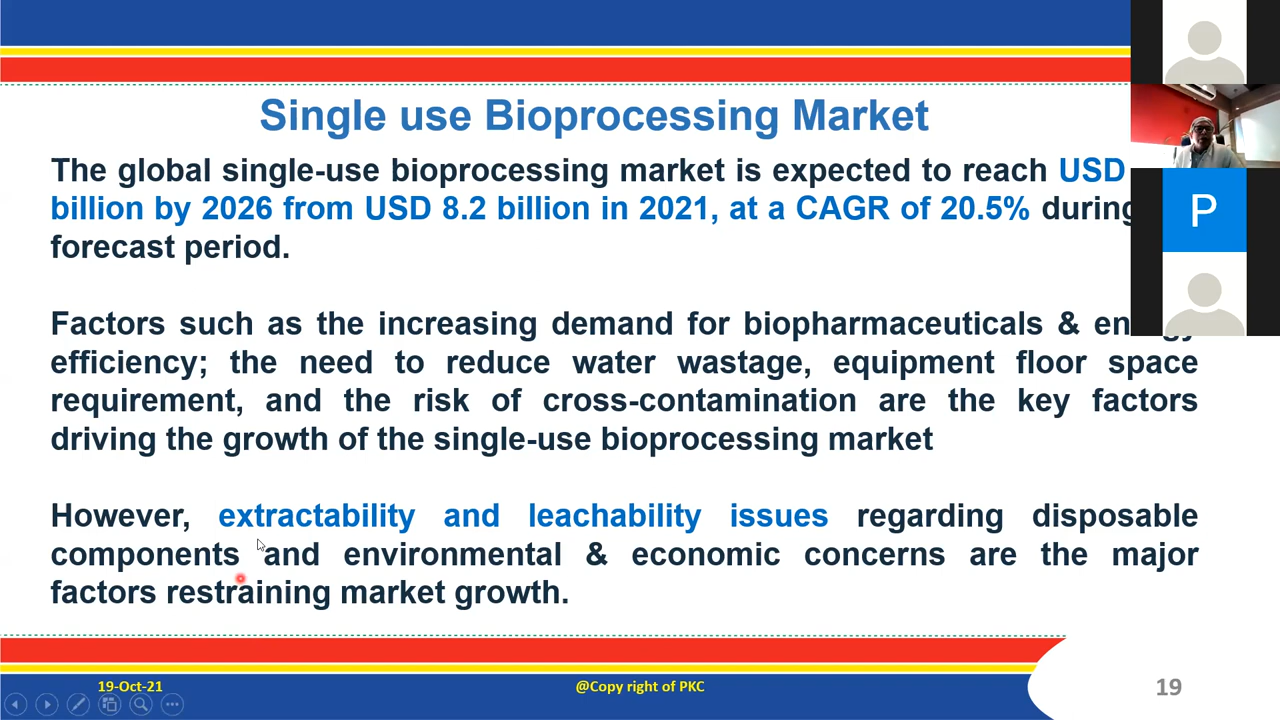 Single use Bioprocessing Market
The global single-use bioprocessing market is expected to reach USD
billion by 2026 from USD 8.2 billion in 2021, at a CAGR of 20.5% during
forecast period.
Factors such as the increasing demand for biopharmaceuticals &
efficiency; the need to reduce water wastage, equipment floor space
requirement, and the risk of cross-contamination are the key factors
driving the growth of the single-use bioprocessing market
However, extractability and leachability issues regarding disposable
components and environmental & economic concerns are the major
factors restraining market growth.
P
19-Oct-21
@Copy right of PKC
19